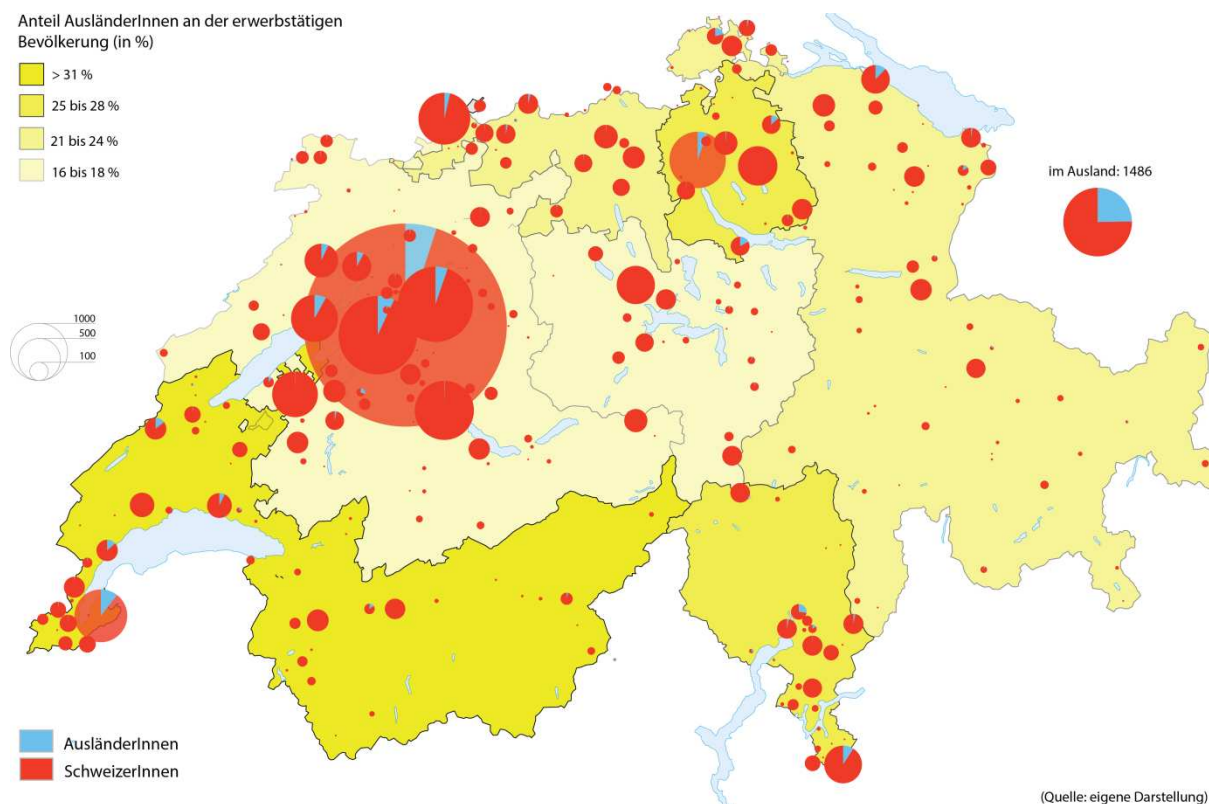 Anteil AusländerInnen an der erwerbstätigen
Bevölkerung (in %)
> 31 %
25 bis 28 %
21 bis 24 %
16 bis 18 %
im Ausland: 1486
1000
500
100
AusländerInnen
SchweizerInnen
(Quelle: eigene Darstellung)